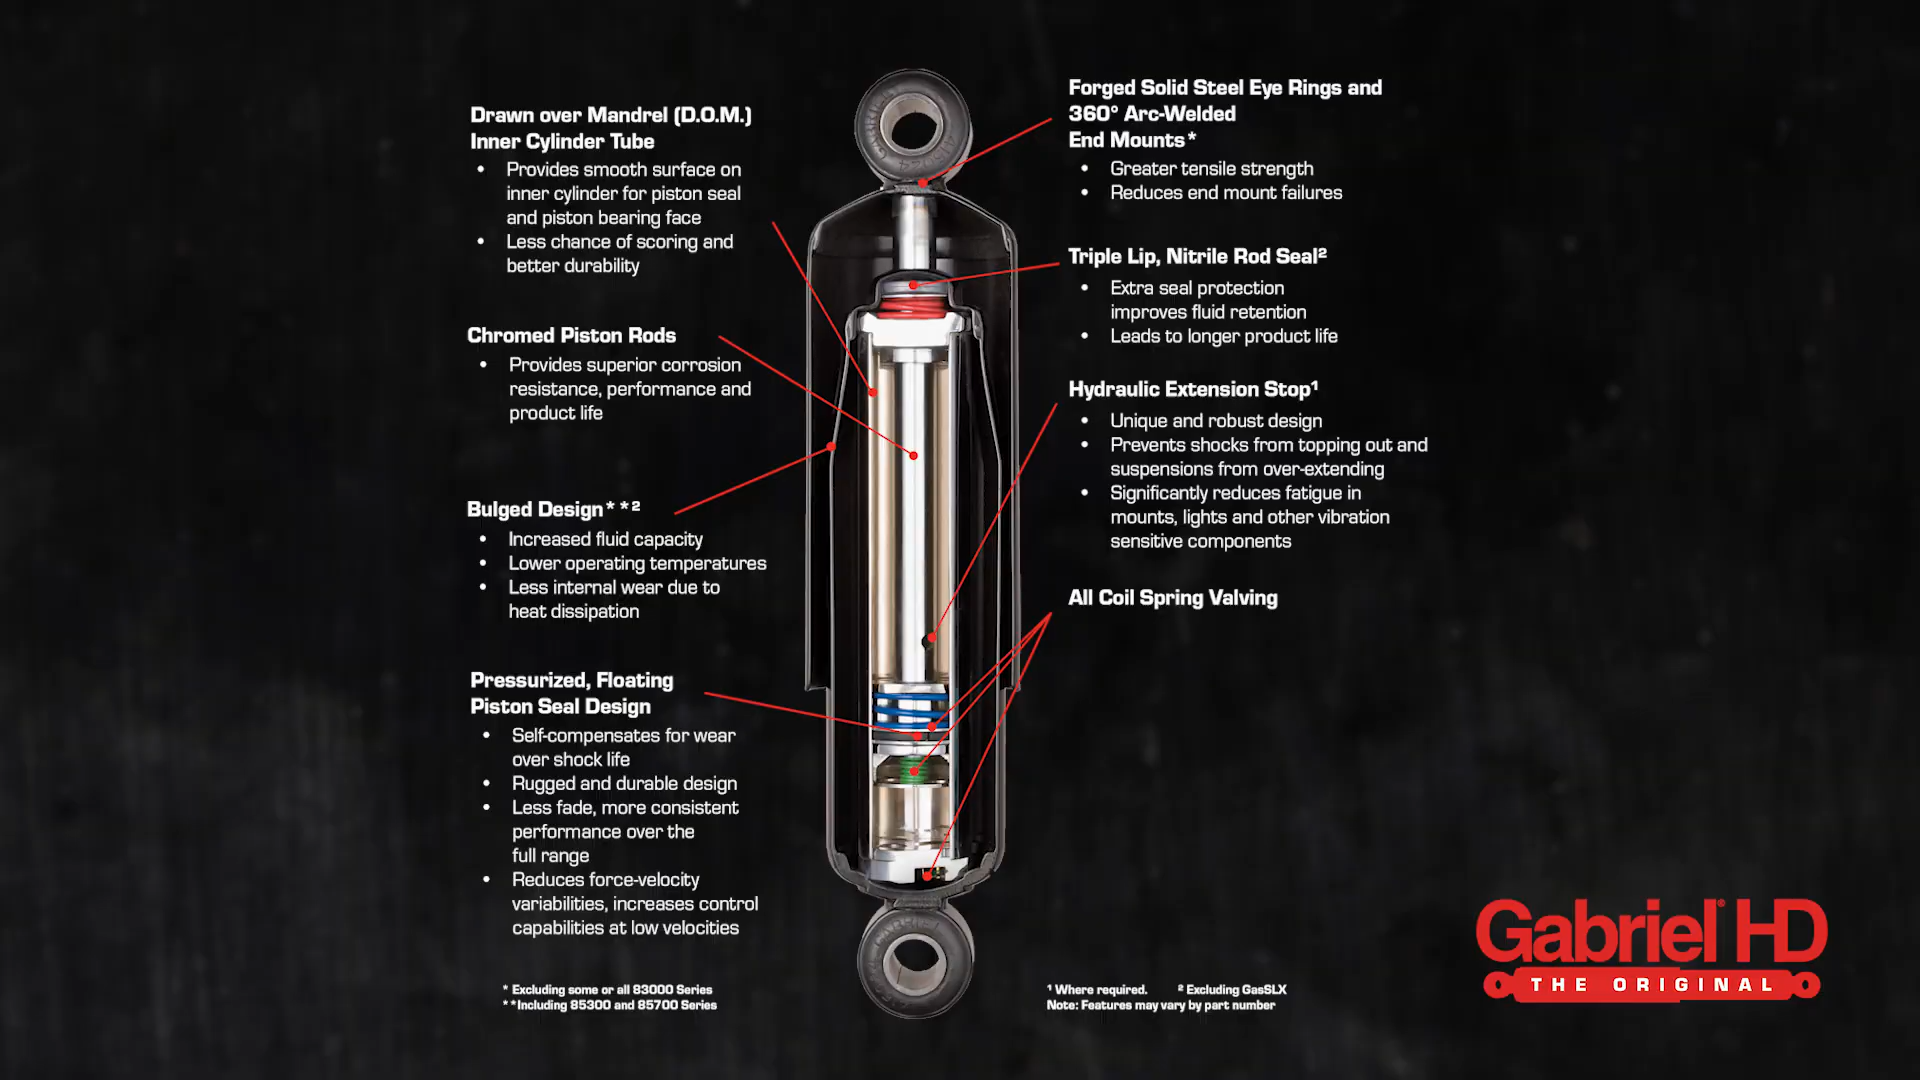 Drawn over Mandrel (D.O.M.)
Inner Cylinder Tube
• Provides smooth surface on
inner cylinder for piston seal
and piston bearing face
• Less chance of scoring and
better durability
Chromed Piston Rods
• Provides superior corrosion
resistance, performance and
product life
Bulged Design**²
• Increased fluid capacity
• Lower operating temperatures
• Less internal wear due to
heat dissipation
Pressurized, Floating
Piston Seal Design
• Self-compensates for wear
over shock life
• Rugged and durable design
• Less fade, more consistent
performance over the
full range
• Reduces force-velocity
variabilities, increases control
capabilities at low velocities
* Excluding some or all 83000 Series
**Including 85300 and 85700 Series
Forged Solid Steel Eye Rings and
360° Arc-Welded
End Mounts*
• Greater tensile strength
• Reduces end mount failures
Triple Lip, Nitrile Rod Seal²
• Extra seal protection
improves fluid retention
• Leads to longer product life
Hydraulic Extension Stop¹
• Unique and robust design
• Prevents shocks from topping out and
suspensions from over-extending
• Significantly reduces fatigue in
mounts, lights and other vibration
sensitive components
All Coil Spring Valving
¹ Where required. ² Excluding GasSLX
Note: Features may vary by part number
Gabriel® HD
THE ORIGINAL